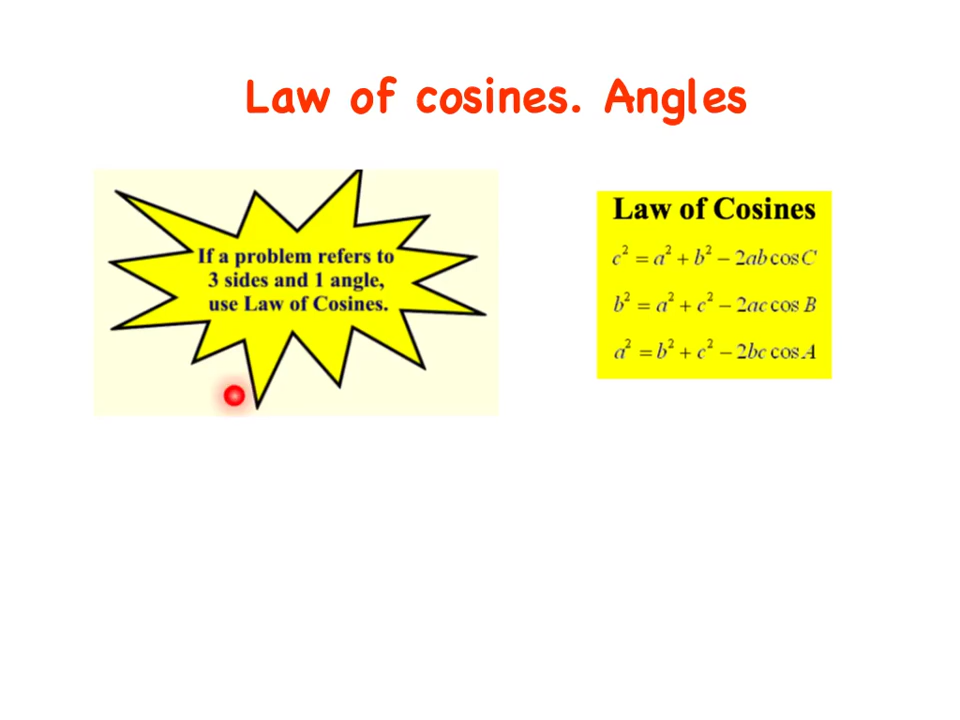 Law of cosines. Angles
If a problem refers to
3 sides and 1 angle,
use Law of Cosines.
Law of Cosines
c² = a² + b² − 2ab cos C
b² = a² + c² − 2ac cos B
a² = b² + c² − 2bc cos A